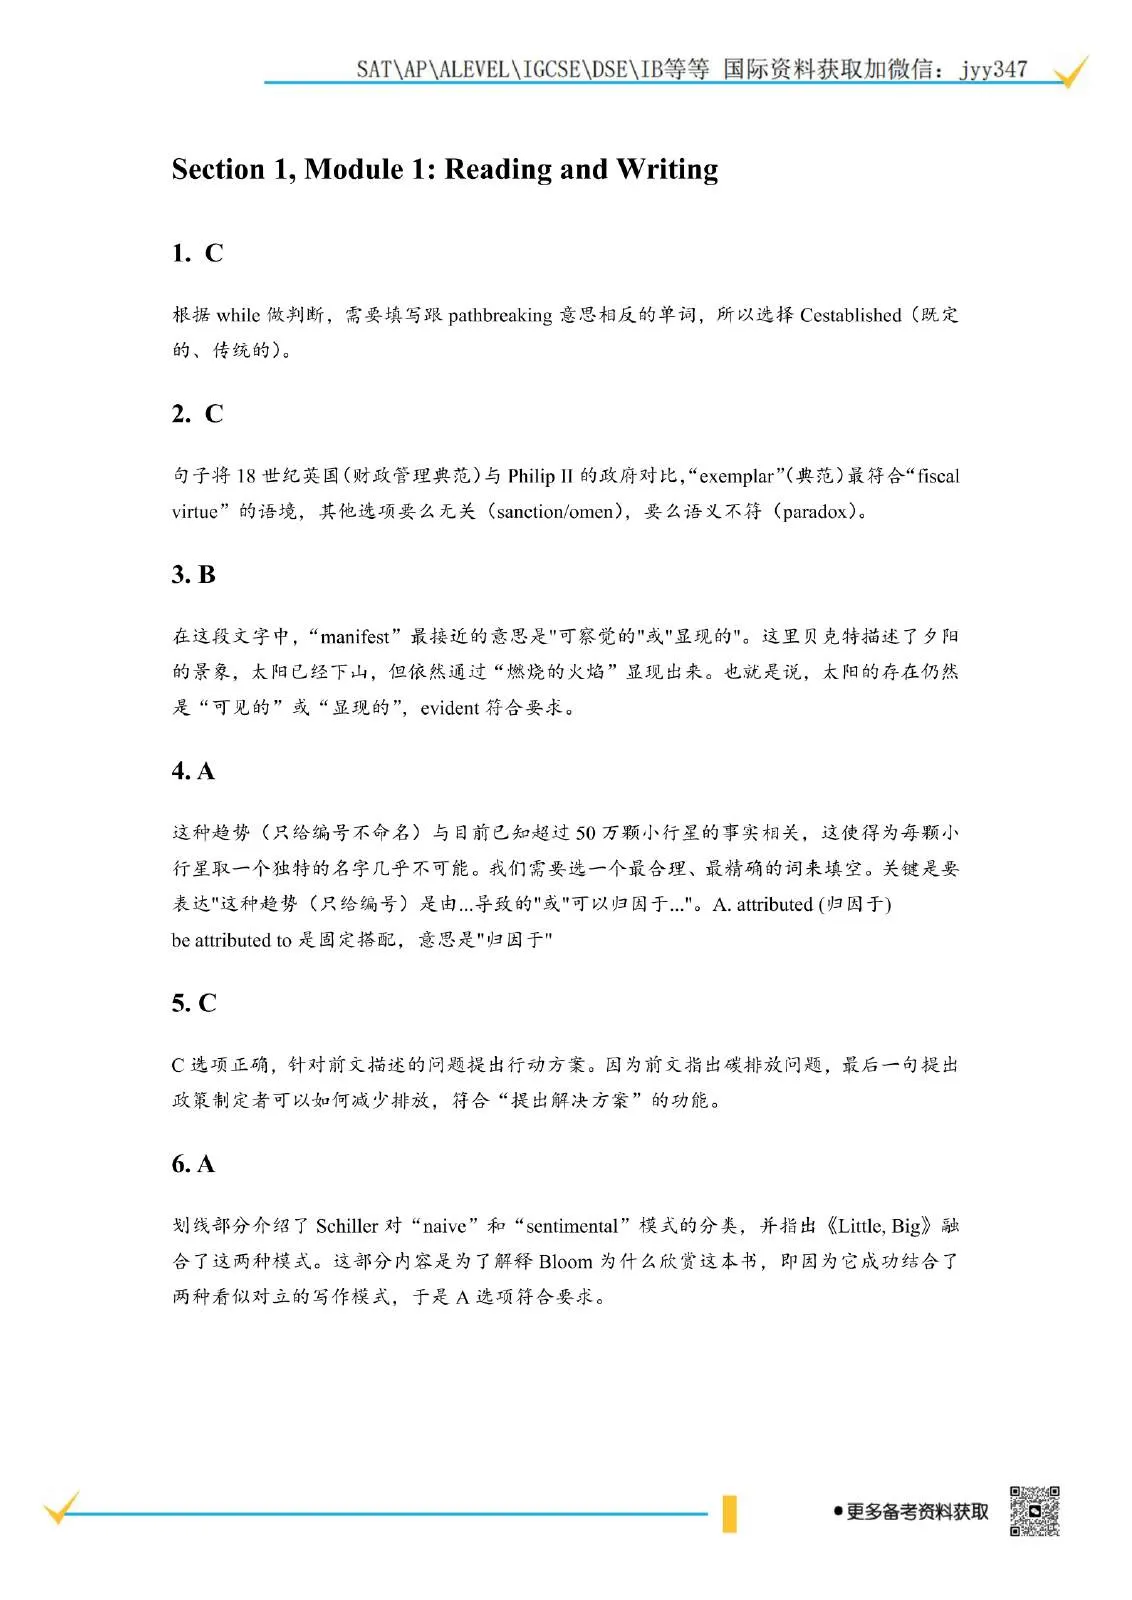 SAT\AP\ALEVEL\IGCSE\DSE\IB等等 国际资料获取加微信：jyy347
Section 1, Module 1: Reading and Writing
1. C
根据 while 做判断，需要填写跟 pathbreaking 意思相反的单词，所以选择 Cestablished（既定
的、传统的）。
2. C
句子将 18 世纪英国（财政管理典范）与 Philip II 的政府对比，“exemplar”（典范）最符合“fiscal
virtue”的语境，其他选项要么无关（sanction/omen），要么语义不符（paradox）。
3. B
在这段文字中，“manifest”最接近的意思是"可察觉的"或"显现的"。这里贝克特描述了夕阳
的景象，太阳已经下山，但依然通过“燃烧的火焰”显现出来。也就是说，太阳的存在仍然
是“可见的”或“显现的”，evident 符合要求。
4. A
这种趋势（只给编号不命名）与目前已知超过 50 万颗小行星的事实相关，这使得为每颗小
行星取一个独特的名字几乎不可能。我们需要选一个最合理、最精确的词来填空。关键是要
表达"这种趋势（只给编号）是由...导致的"或"可以归因于..."。A. attributed (归因于)
be attributed to 是固定搭配，意思是"归因于"
5. C
C 选项正确，针对前文描述的问题提出行动方案。因为前文指出碳排放问题，最后一句提出
政策制定者可以如何减少排放，符合“提出解决方案”的功能。
6. A
划线部分介绍了 Schiller 对“naive”和“sentimental”模式的分类，并指出《Little, Big》融
合了这两种模式。这部分内容是为了解释 Bloom 为什么欣赏这本书，即因为它成功结合了
两种看似对立的写作模式，于是 A 选项符合要求。
•更多备考资料获取